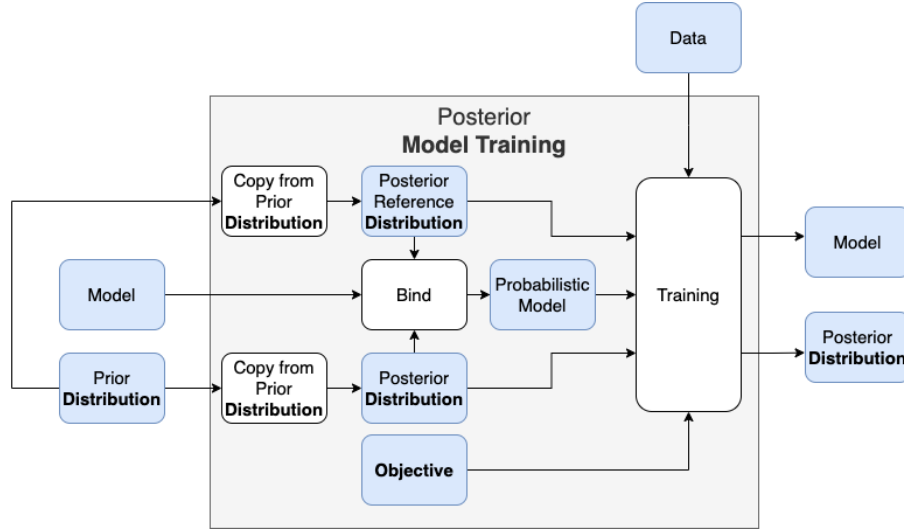 Data
Posterior
Model Training
Copy from
Prior
Distribution
Posterior
Reference
Distribution
Model
Bind
Probabilistic
Model
Training
Model
Prior
Distribution
Copy from
Prior
Distribution
Posterior
Distribution
Posterior
Distribution
Objective